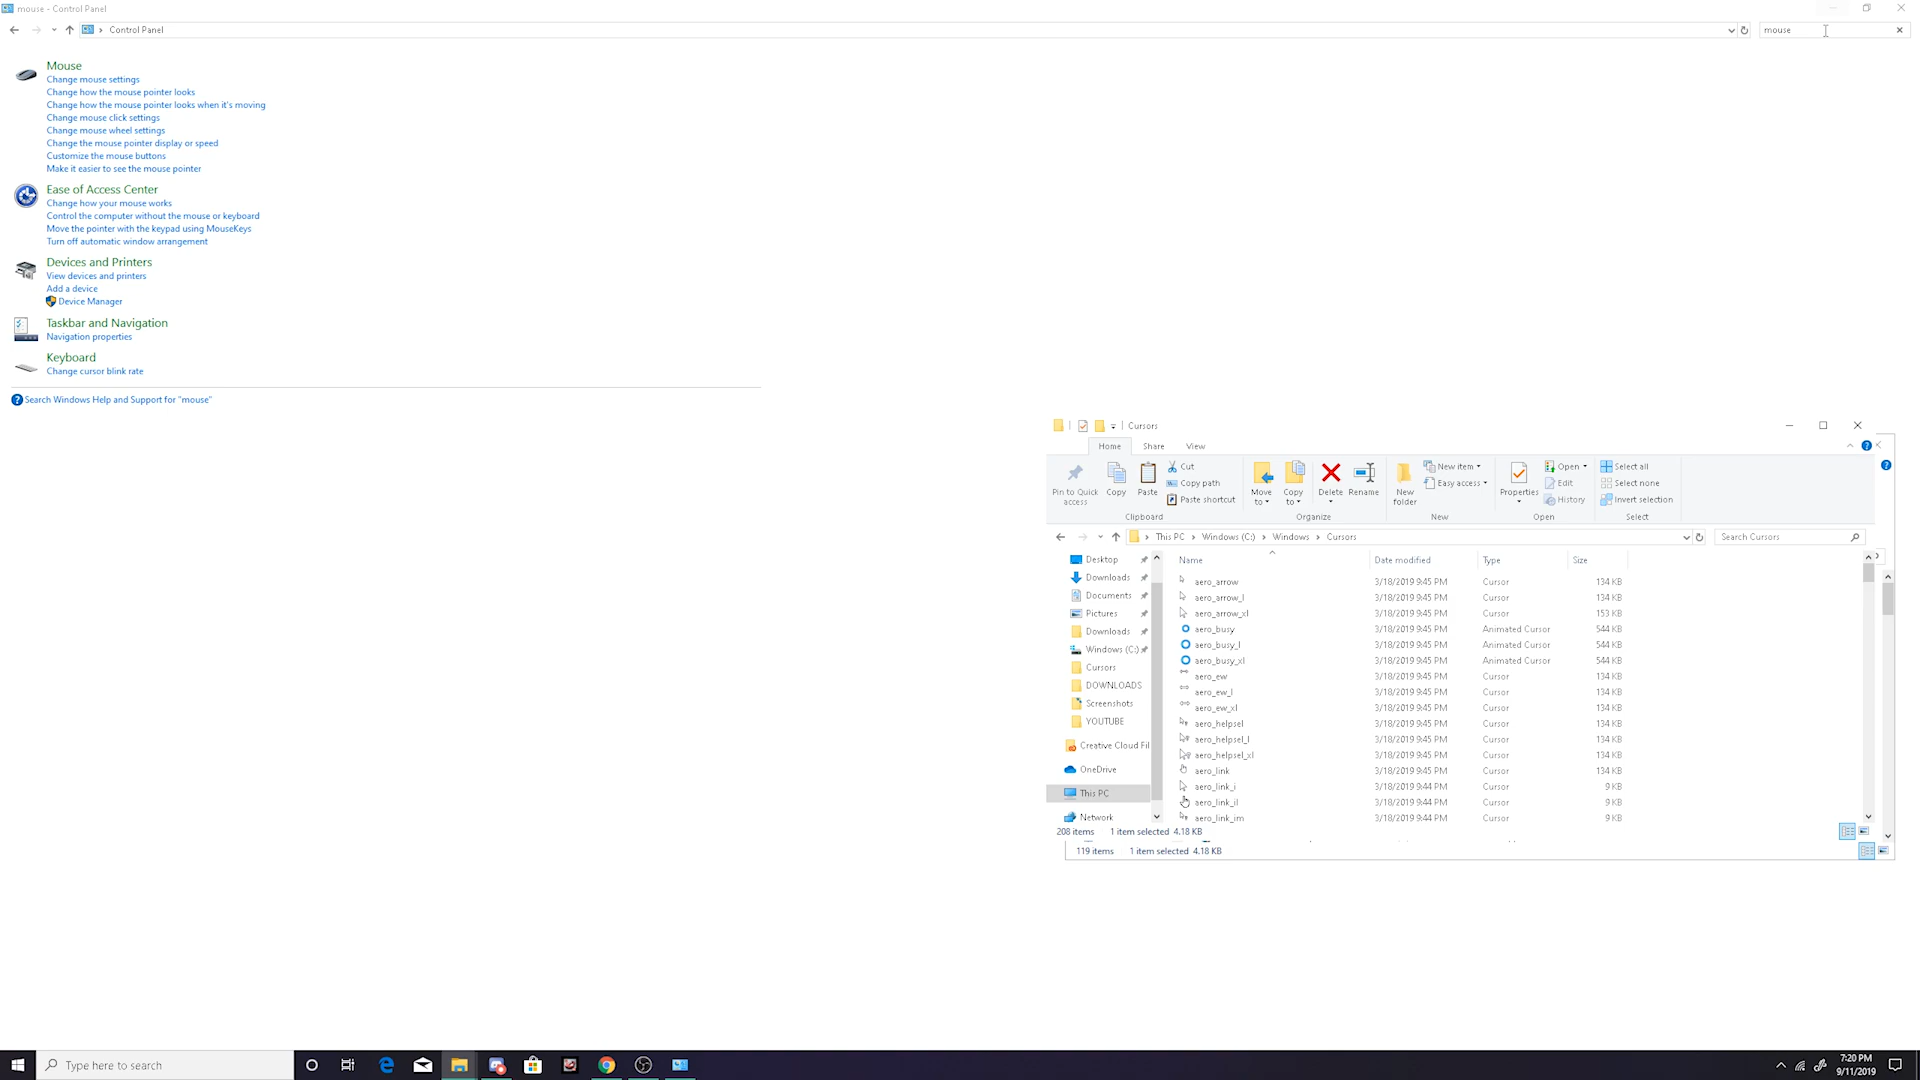 mouse - Control Panel
Control Panel
mouse
Mouse
Change mouse settings
Change how the mouse pointer looks
Change how the mouse pointer looks when it's moving
Change mouse click settings
Change mouse wheel settings
Change the mouse pointer display or speed
Customize the mouse buttons
Make it easier to see the mouse pointer
Ease of Access Center
Change how your mouse works
Control the computer without the mouse or keyboard
Move the pointer with the keypad using MouseKeys
Turn off automatic window arrangement
Devices and Printers
View devices and printers
Add a device
Device Manager
Taskbar and Navigation
Navigation properties
Keyboard
Change cursor blink rate
Search Windows Help and Support for "mouse"
Cursors
Home Share View
Pin to Quick access
Copy
Paste
Cut
Copy path
Paste shortcut
Clipboard
Move to
Copy to
Delete
Rename
Organize
New folder
New item
Easy access
New
Properties
Open
Edit
History
Open
Select all
Select none
Invert selection
Select
This PC > Windows (C:) > Windows > Cursors
Search Cursors
Desktop
Downloads
Documents
Pictures
Downloads
Windows (C:)
Cursors
DOWNLOADS
Screenshots
YOUTUBE
Creative Cloud Fil
OneDrive
This PC
Network
Name Date modified Type Size
aero_arrow 3/18/2019 9:45 PM Cursor 134 KB
aero_arrow_l 3/18/2019 9:45 PM Cursor 134 KB
aero_arrow_xl 3/18/2019 9:45 PM Cursor 153 KB
aero_busy 3/18/2019 9:45 PM Animated Cursor 544 KB
aero_busy_l 3/18/2019 9:45 PM Animated Cursor 544 KB
aero_busy_xl 3/18/2019 9:45 PM Animated Cursor 544 KB
aero_ew 3/18/2019 9:45 PM Cursor 134 KB
aero_ew_l 3/18/2019 9:45 PM Cursor 134 KB
aero_ew_xl 3/18/2019 9:45 PM Cursor 134 KB
aero_helpsel 3/18/2019 9:45 PM Cursor 134 KB
aero_helpsel_l 3/18/2019 9:45 PM Cursor 134 KB
aero_helpsel_xl 3/18/2019 9:45 PM Cursor 134 KB
aero_link 3/18/2019 9:45 PM Cursor 134 KB
aero_link_i 3/18/2019 9:44 PM Cursor 9 KB
aero_link_il 3/18/2019 9:44 PM Cursor 9 KB
aero_link_im 3/18/2019 9:44 PM Cursor 9 KB
208 items 1 item selected 4.18 KB
119 items 1 item selected 4.18 KB
Type here to search
7:20 PM
9/11/2019